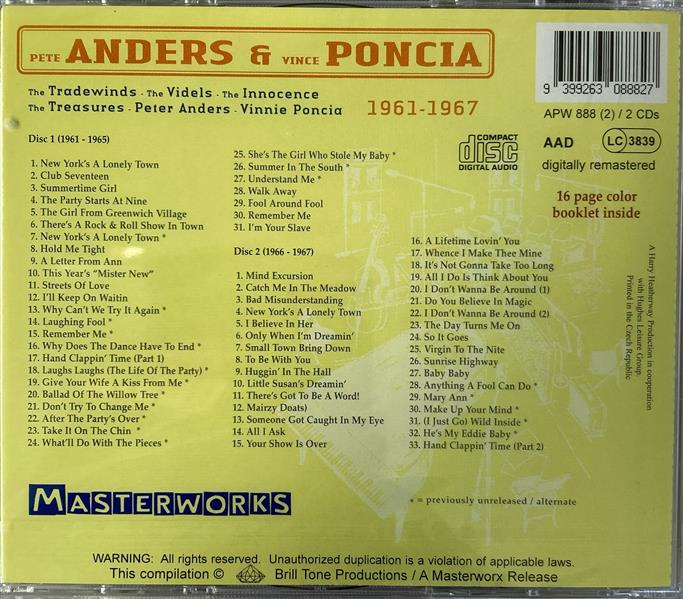 PETE ANDERS & VINCE PONCIA
The Tradewinds - The Videls - The Innocence
The Treasures - Peter Anders - Vinnie Poncia 1961-1967
9 399263 088827
APW 888 (2) / 2 CDs
COMPACT
disc
DIGITAL AUDIO
AAD LC 3839
digitally remastered
16 page color
booklet inside
A Harry Heatherway Production in cooperation
with Hughes Leisure Group.
Printed in the Czech Republic
Disc 1 (1961 - 1965)
1. New York's A Lonely Town
2. Club Seventeen
3. Summertime Girl
4. The Party Starts At Nine
5. The Girl From Greenwich Village
6. There's A Rock & Roll Show In Town
7. New York's A Lonely Town *
8. Hold Me Tight
9. A Letter From Ann
10. This Year's "Mister New"
11. Streets Of Love
12. I'll Keep On Waitin
13. Why Can't We Try It Again *
14. Laughing Fool *
15. Remember Me *
16. Why Does The Dance Have To End *
17. Hand Clappin' Time (Part 1)
18. Laughs Laughs (The Life Of The Party) *
19. Give Your Wife A Kiss From Me *
20. Ballad Of The Willow Tree *
21. Don't Try To Change Me *
22. After The Party's Over *
23. Take It On The Chin *
24. What'll Do With The Pieces *
25. She's The Girl Who Stole My Baby *
26. Summer In The South *
27. Understand Me *
28. Walk Away
29. Fool Around Fool
30. Remember Me
31. I'm Your Slave
Disc 2 (1966 - 1967)
1. Mind Excursion
2. Catch Me In The Meadow
3. Bad Misunderstanding
4. New York's A Lonely Town
5. I Believe In Her
6. Only When I'm Dreamin'
7. Small Town Bring Down
8. To Be With You
9. Huggin' In The Hall
10. Little Susan's Dreamin'
11. There's Got To Be A Word!
12. Mairzy Doats)
13. Someone Got Caught In My Eye
14. All I Ask
15. Your Show Is Over
16. A Lifetime Lovin' You
17. Whence I Make Thee Mine
18. It's Not Gonna Take Too Long
19. All I Do Is Think About You
20. I Don't Wanna Be Around (1)
21. Do You Believe In Magic
22. I Don't Wanna Be Around (2)
23. The Day Turns Me On
24. So It Goes
25. Virgin To The Nite
26. Sunrise Highway
27. Baby Baby
28. Anything A Fool Can Do *
29. Mary Ann *
30. Make Up Your Mind *
31. (I Just Go) Wild Inside *
32. He's My Eddie Baby *
33. Hand Clappin' Time (Part 2)
MASTERWORKS
* = previously unreleased / alternate
WARNING: All rights reserved. Unauthorized duplication is a violation of applicable laws.
This compilation © Brill Tone Productions / A Masterworx Release